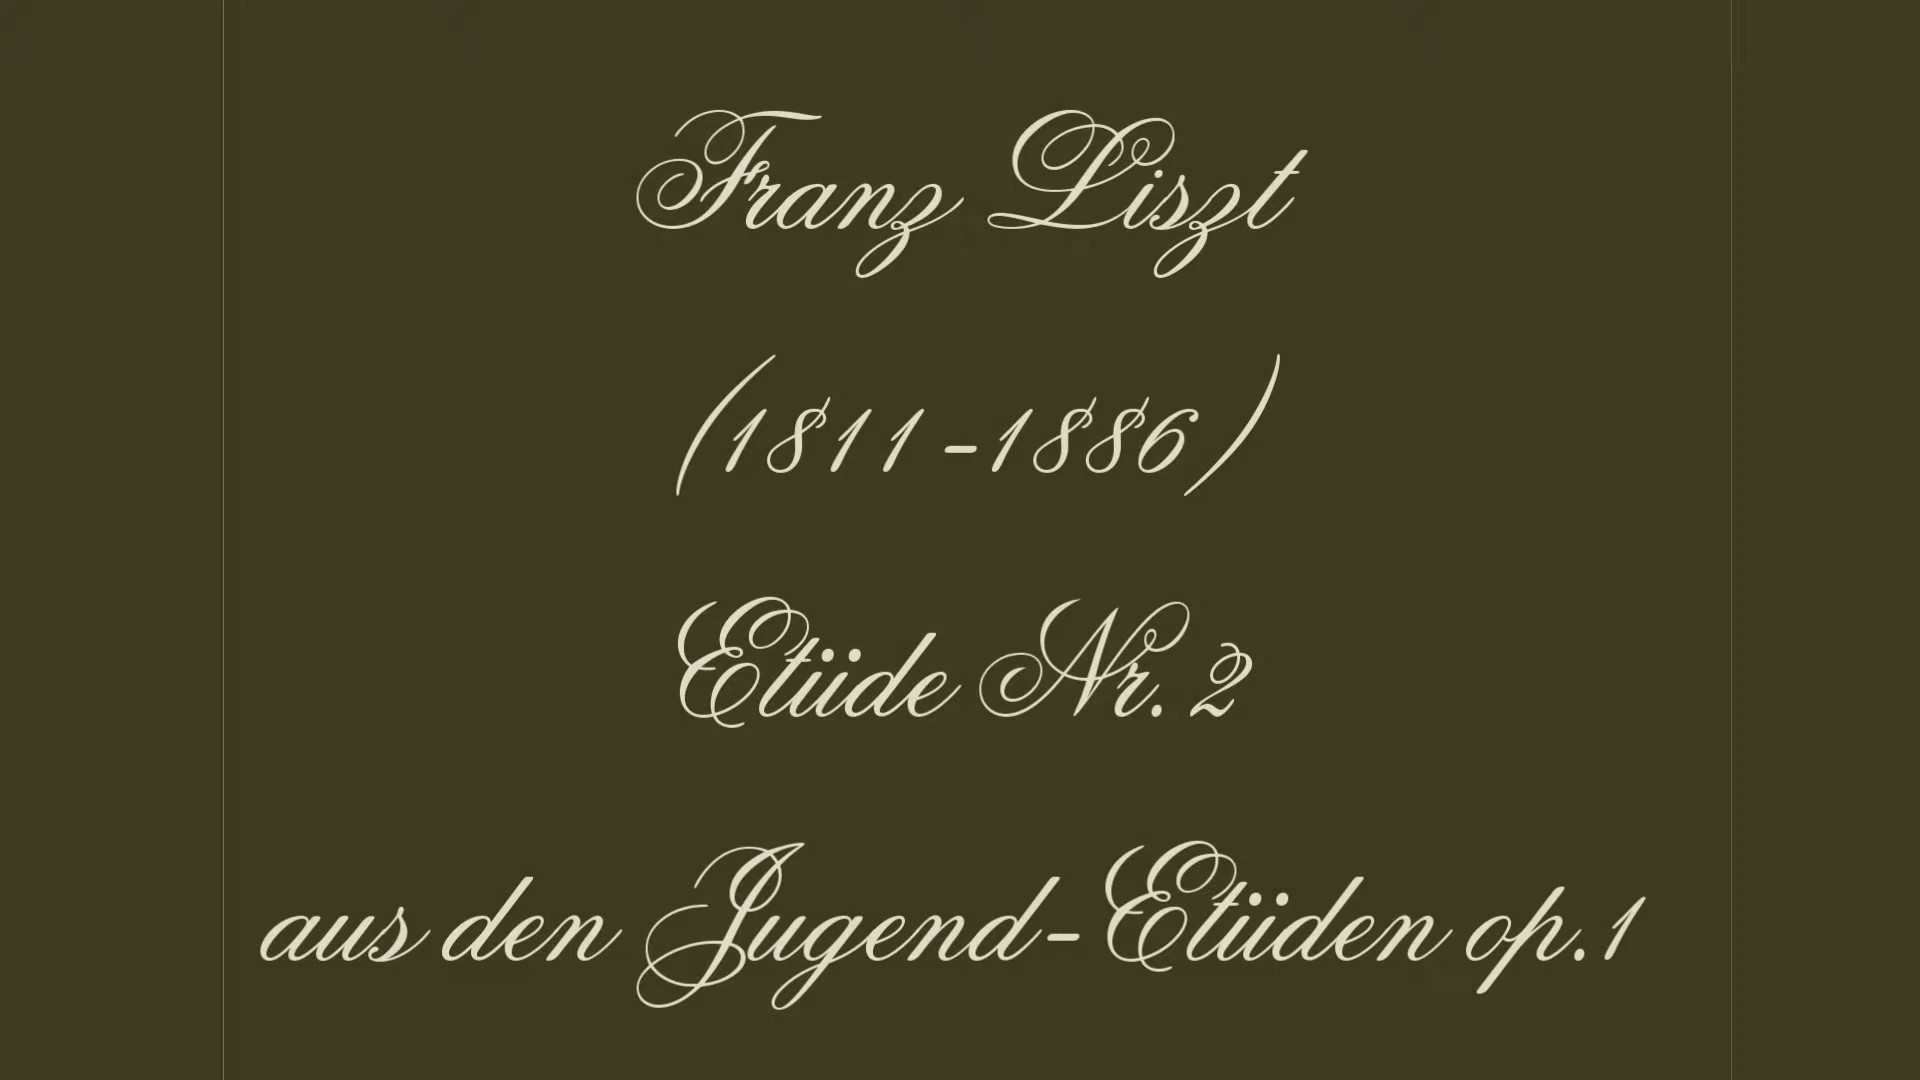 Franz Liszt
(1811-1886)
Etüde Nr. 2
aus den Jugend-Etüden op.1